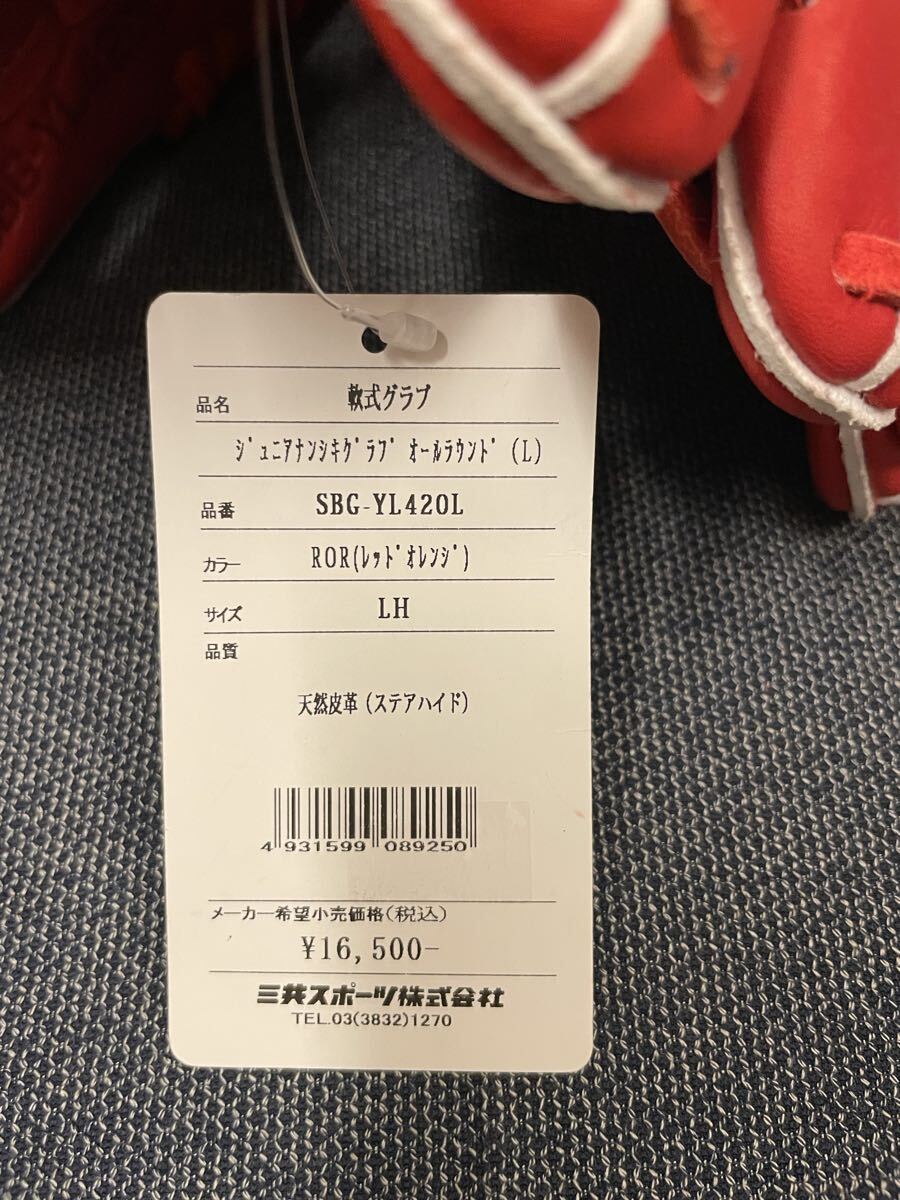 品名 軟式グラブ
ｼﾞｭﾆｱﾅﾝｼｷｸﾞﾗﾌﾞ ｵｰﾙﾗｳﾝﾄﾞ (L)
品番 SBG-YL420L
カラー ROR(ﾚｯﾄﾞｵﾚﾝｼﾞ)
サイズ LH
品質
天然皮革(ステアハイド)
4 931599 089250
メーカー希望小売価格(税込)
¥16,500-
三共スポーツ株式会社
TEL.03(3832)1270